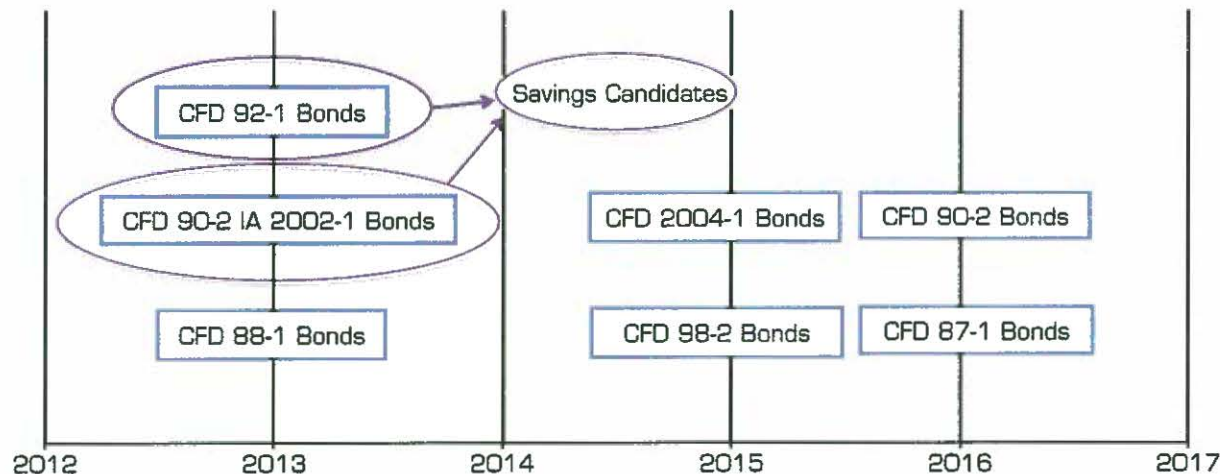 CFD 92-1 Bonds
Savings Candidates
CFD 90-2 IA 2002-1 Bonds
CFD 2004-1 Bonds
CFD 90-2 Bonds
CFD 88-1 Bonds
CFD 98-2 Bonds
CFD 87-1 Bonds
2012
2013
2014
2015
2016
2017